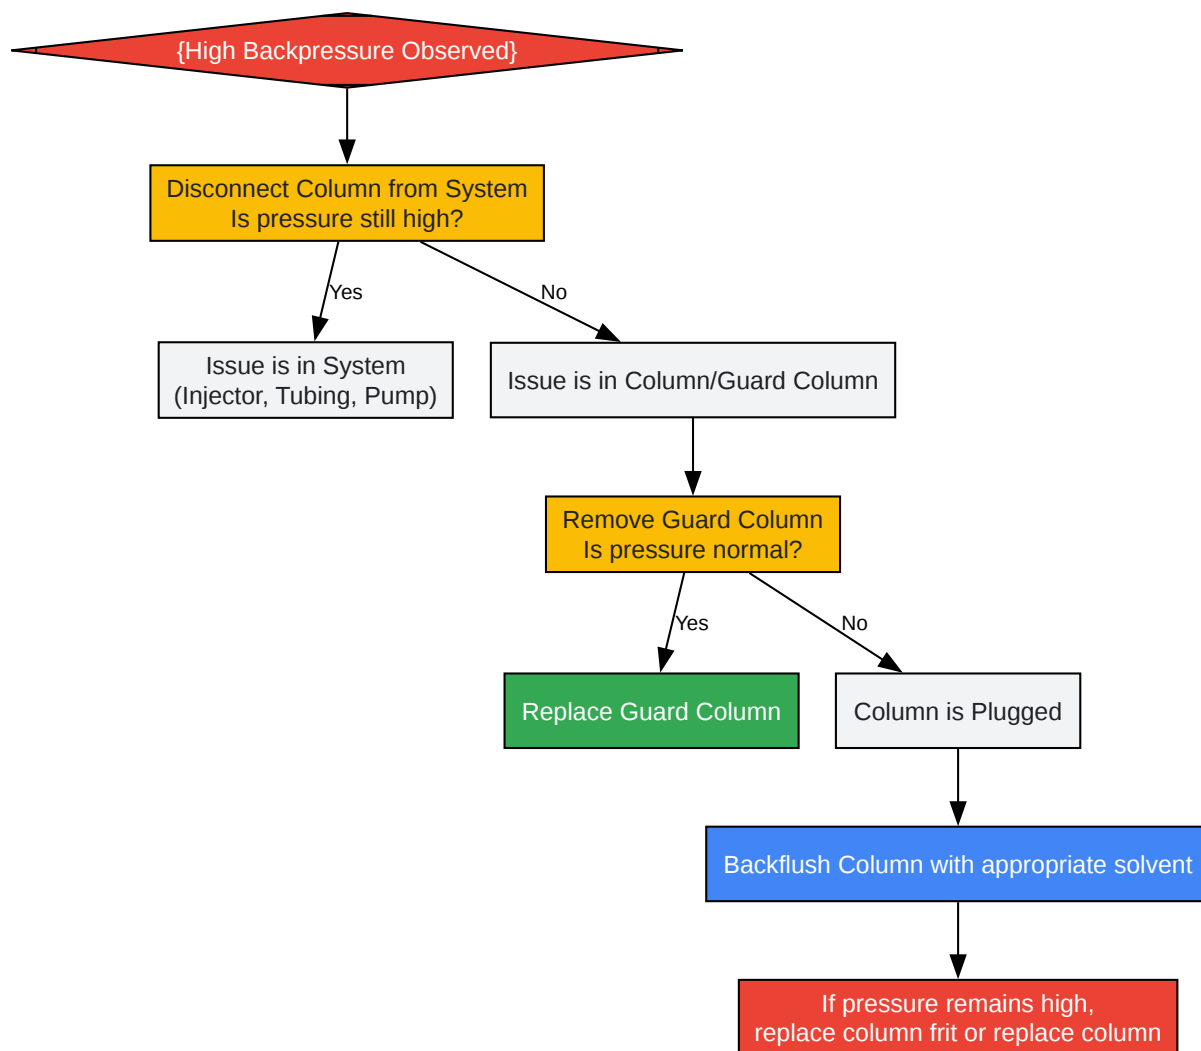 {High Backpressure Observed}
Disconnect Column from System
Is pressure still high?
Yes
No
Issue is in System
(Injector, Tubing, Pump)
Issue is in Column/Guard Column
Remove Guard Column
Is pressure normal?
Yes
No
Replace Guard Column
Column is Plugged
Backflush Column with appropriate solvent
If pressure remains high,
replace column frit or replace column